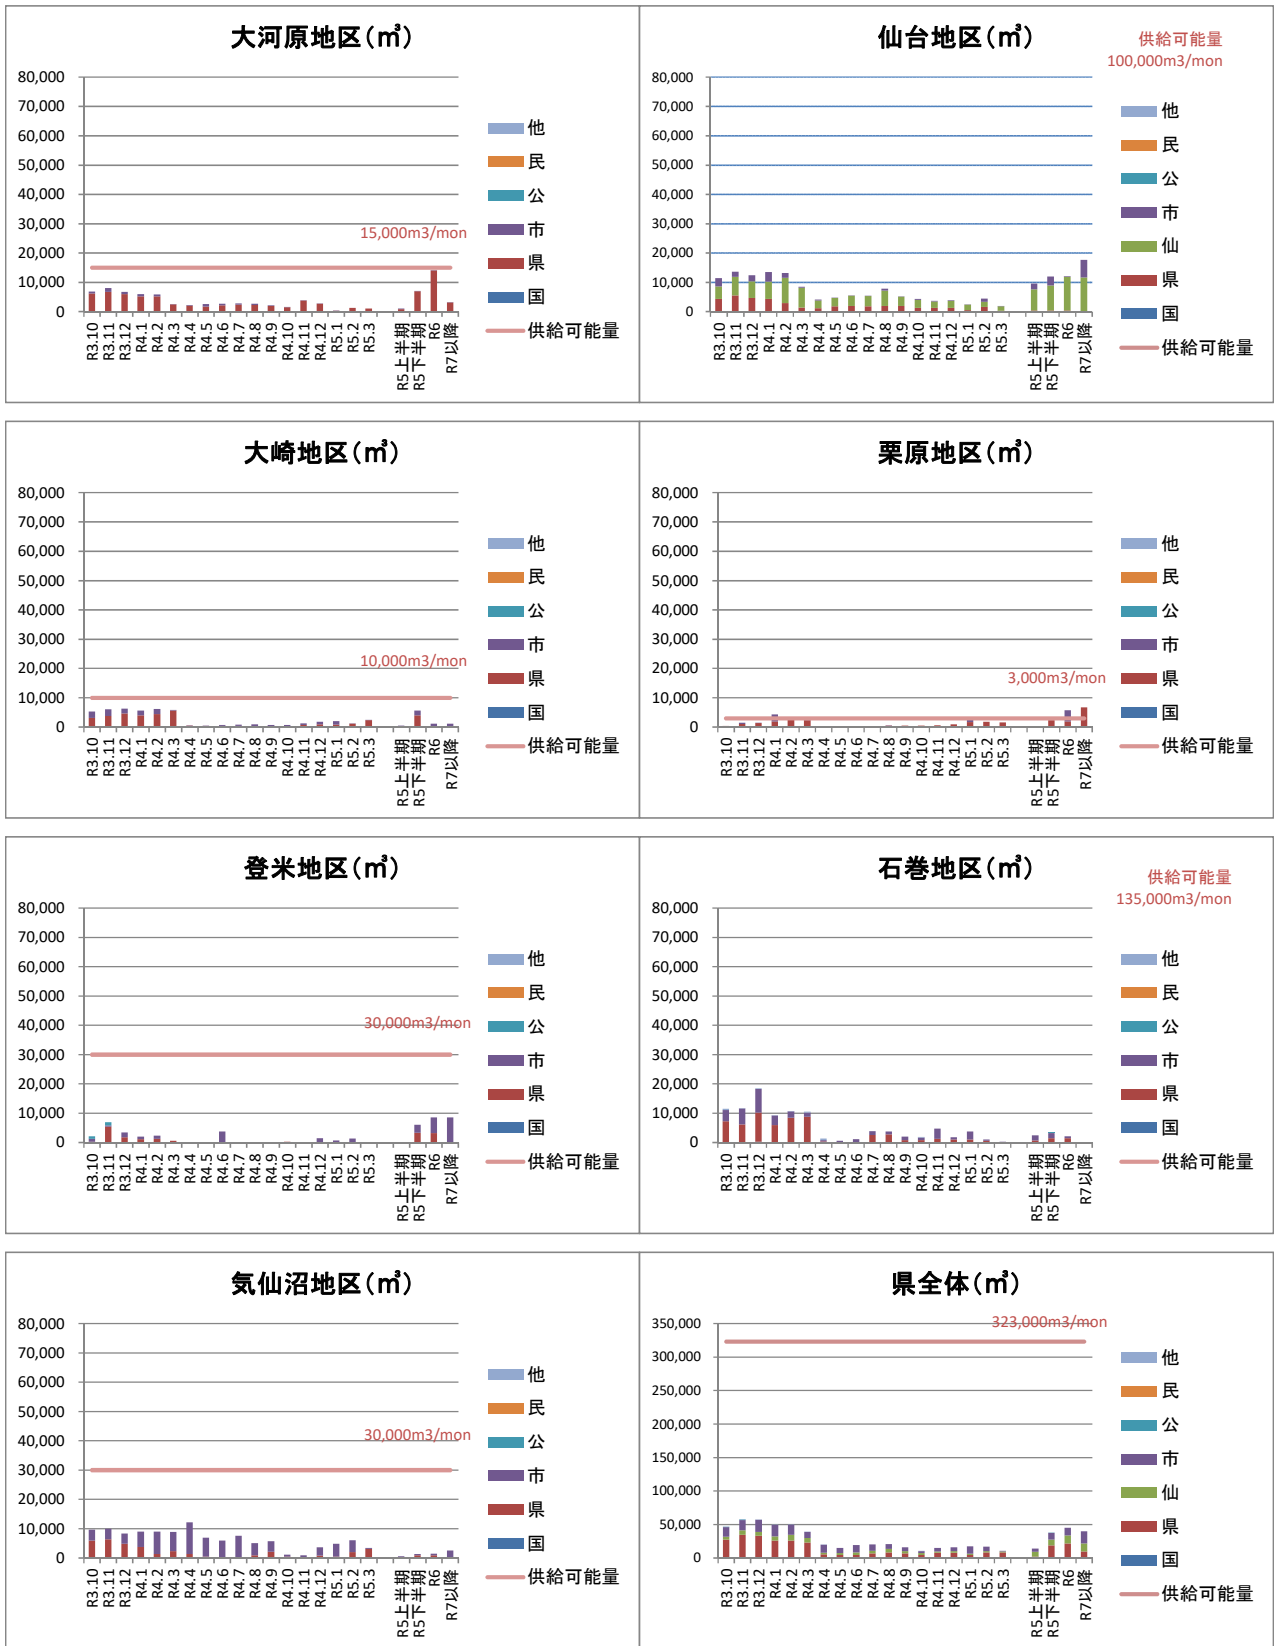 大河原地区(㎥)
80,000
70,000
60,000
50,000
40,000
30,000
20,000
10,000
0
15,000m3/mon
R3.10
R3.11
R3.12
R4.1
R4.2
R4.3
R4.4
R4.5
R4.6
R4.7
R4.8
R4.9
R4.10
R4.11
R4.12
R5.1
R5.2
R5.3
R5上半期
R5下半期
R6
R7以降
他
民
公
市
県
国
供給可能量
仙台地区(㎥)
供給可能量
100,000m3/mon
80,000
70,000
60,000
50,000
40,000
30,000
20,000
10,000
0
R3.10
R3.11
R3.12
R4.1
R4.2
R4.3
R4.4
R4.5
R4.6
R4.7
R4.8
R4.9
R4.10
R4.11
R4.12
R5.1
R5.2
R5.3
R5上半期
R5下半期
R6
R7以降
他
民
公
市
仙
県
国
供給可能量
大崎地区(㎥)
80,000
70,000
60,000
50,000
40,000
30,000
20,000
10,000
0
10,000m3/mon
R3.10
R3.11
R3.12
R4.1
R4.2
R4.3
R4.4
R4.5
R4.6
R4.7
R4.8
R4.9
R4.10
R4.11
R4.12
R5.1
R5.2
R5.3
R5上半期
R5下半期
R6
R7以降
他
民
公
市
県
国
供給可能量
栗原地区(㎥)
80,000
70,000
60,000
50,000
40,000
30,000
20,000
10,000
0
3,000m3/mon
R3.10
R3.11
R3.12
R4.1
R4.2
R4.3
R4.4
R4.5
R4.6
R4.7
R4.8
R4.9
R4.10
R4.11
R4.12
R5.1
R5.2
R5.3
R5上半期
R5下半期
R6
R7以降
他
民
公
市
県
国
供給可能量
登米地区(㎥)
80,000
70,000
60,000
50,000
40,000
30,000
20,000
10,000
0
30,000m3/mon
R3.10
R3.11
R3.12
R4.1
R4.2
R4.3
R4.4
R4.5
R4.6
R4.7
R4.8
R4.9
R4.10
R4.11
R4.12
R5.1
R5.2
R5.3
R5上半期
R5下半期
R6
R7以降
他
民
公
市
県
国
供給可能量
石巻地区(㎥)
供給可能量
135,000m3/mon
80,000
70,000
60,000
50,000
40,000
30,000
20,000
10,000
0
R3.10
R3.11
R3.12
R4.1
R4.2
R4.3
R4.4
R4.5
R4.6
R4.7
R4.8
R4.9
R4.10
R4.11
R4.12
R5.1
R5.2
R5.3
R5上半期
R5下半期
R6
R7以降
他
民
公
市
県
国
供給可能量
気仙沼地区(㎥)
80,000
70,000
60,000
50,000
40,000
30,000
20,000
10,000
0
30,000m3/mon
R3.10
R3.11
R3.12
R4.1
R4.2
R4.3
R4.4
R4.5
R4.6
R4.7
R4.8
R4.9
R4.10
R4.11
R4.12
R5.1
R5.2
R5.3
R5上半期
R5下半期
R6
R7以降
他
民
公
市
県
国
供給可能量
県全体(㎥)
350,000
300,000
250,000
200,000
150,000
100,000
50,000
0
323,000m3/mon
R3.10
R3.11
R3.12
R4.1
R4.2
R4.3
R4.4
R4.5
R4.6
R4.7
R4.8
R4.9
R4.10
R4.11
R4.12
R5.1
R5.2
R5.3
R5上半期
R5下半期
R6
R7以降
他
民
公
市
仙
県
国
供給可能量